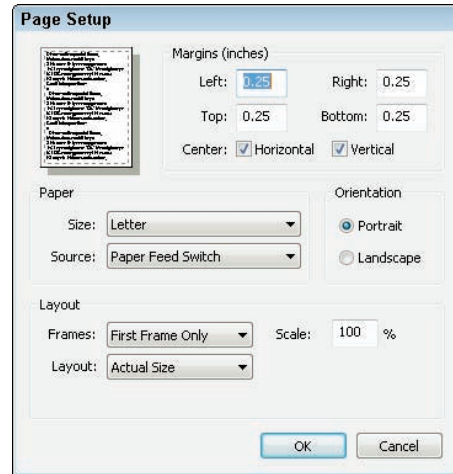 Page Setup
Margins (inches)
Left: 0.25 Right: 0.25
Top: 0.25 Bottom: 0.25
Center: Horizontal Vertical
Paper
Size: Letter
Source: Paper Feed Switch
Orientation
Portrait
Landscape
Layout
Frames: First Frame Only Scale: 100 %
Layout: Actual Size
OK Cancel